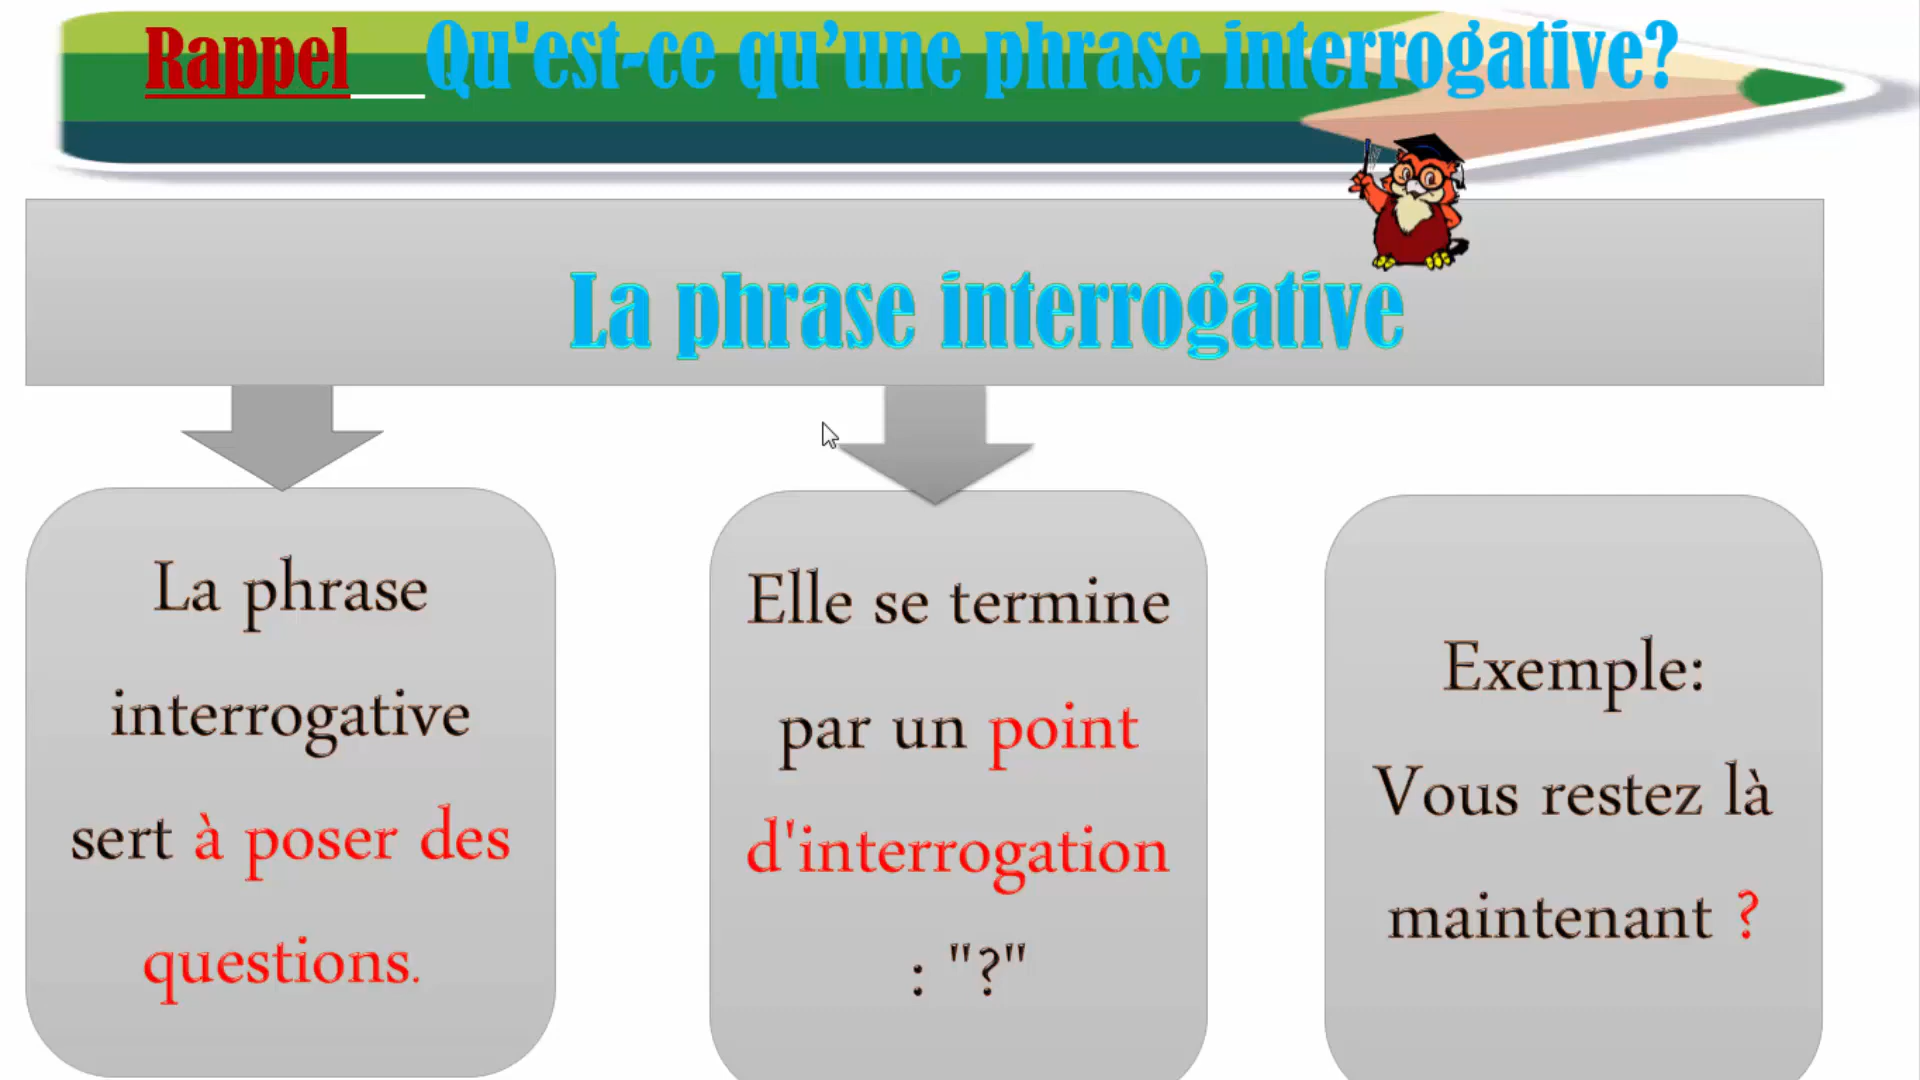 Rappel Qu'est-ce qu’une phrase interrogative?
La phrase interrogative
La phrase
interrogative
sert à poser des
questions.
Elle se termine
par un point
d'interrogation
: "?"
Exemple:
Vous restez là
maintenant ?